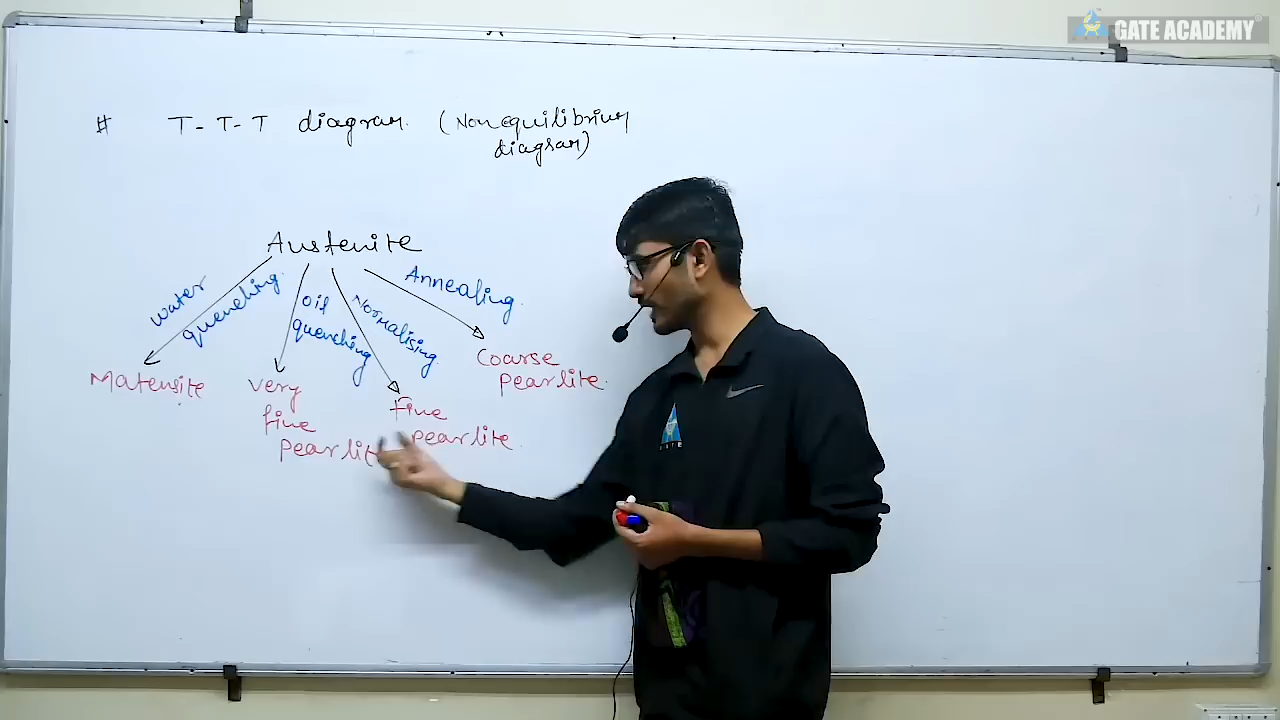 GATE ACADEMY
# T-T-T diagram. (Nonequilibrium
diagram)
Austenite
water
quenching.
oil
quenching
Normalising.
Annealing.
Matensite
very
fine
pearlite
fine
pearlite.
Coarse
pearlite.